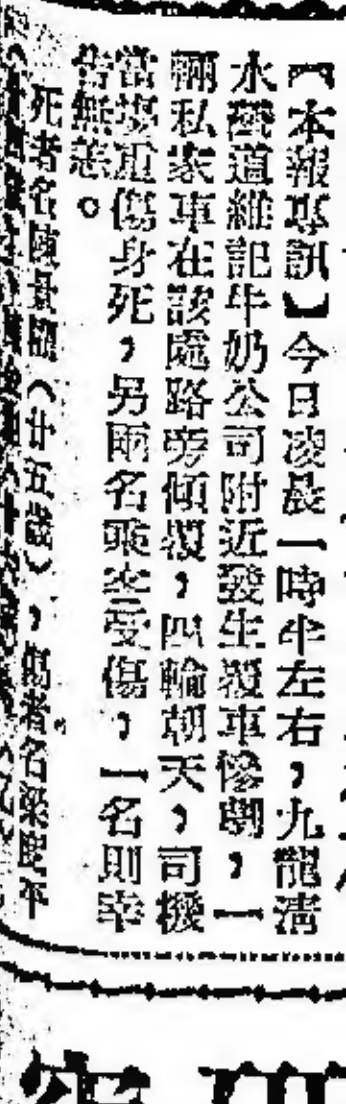 【本報專訊】今日凌晨一時半左右，九龍清
水灣道維記牛奶公司附近發生覆車慘劇，一
輛私家車在該處路旁傾覆，四輪朝天，司機
當場重傷身死，另兩名乘客受傷，一名則幸
告無恙。
死者名陳景（廿五歲），傷者名梁